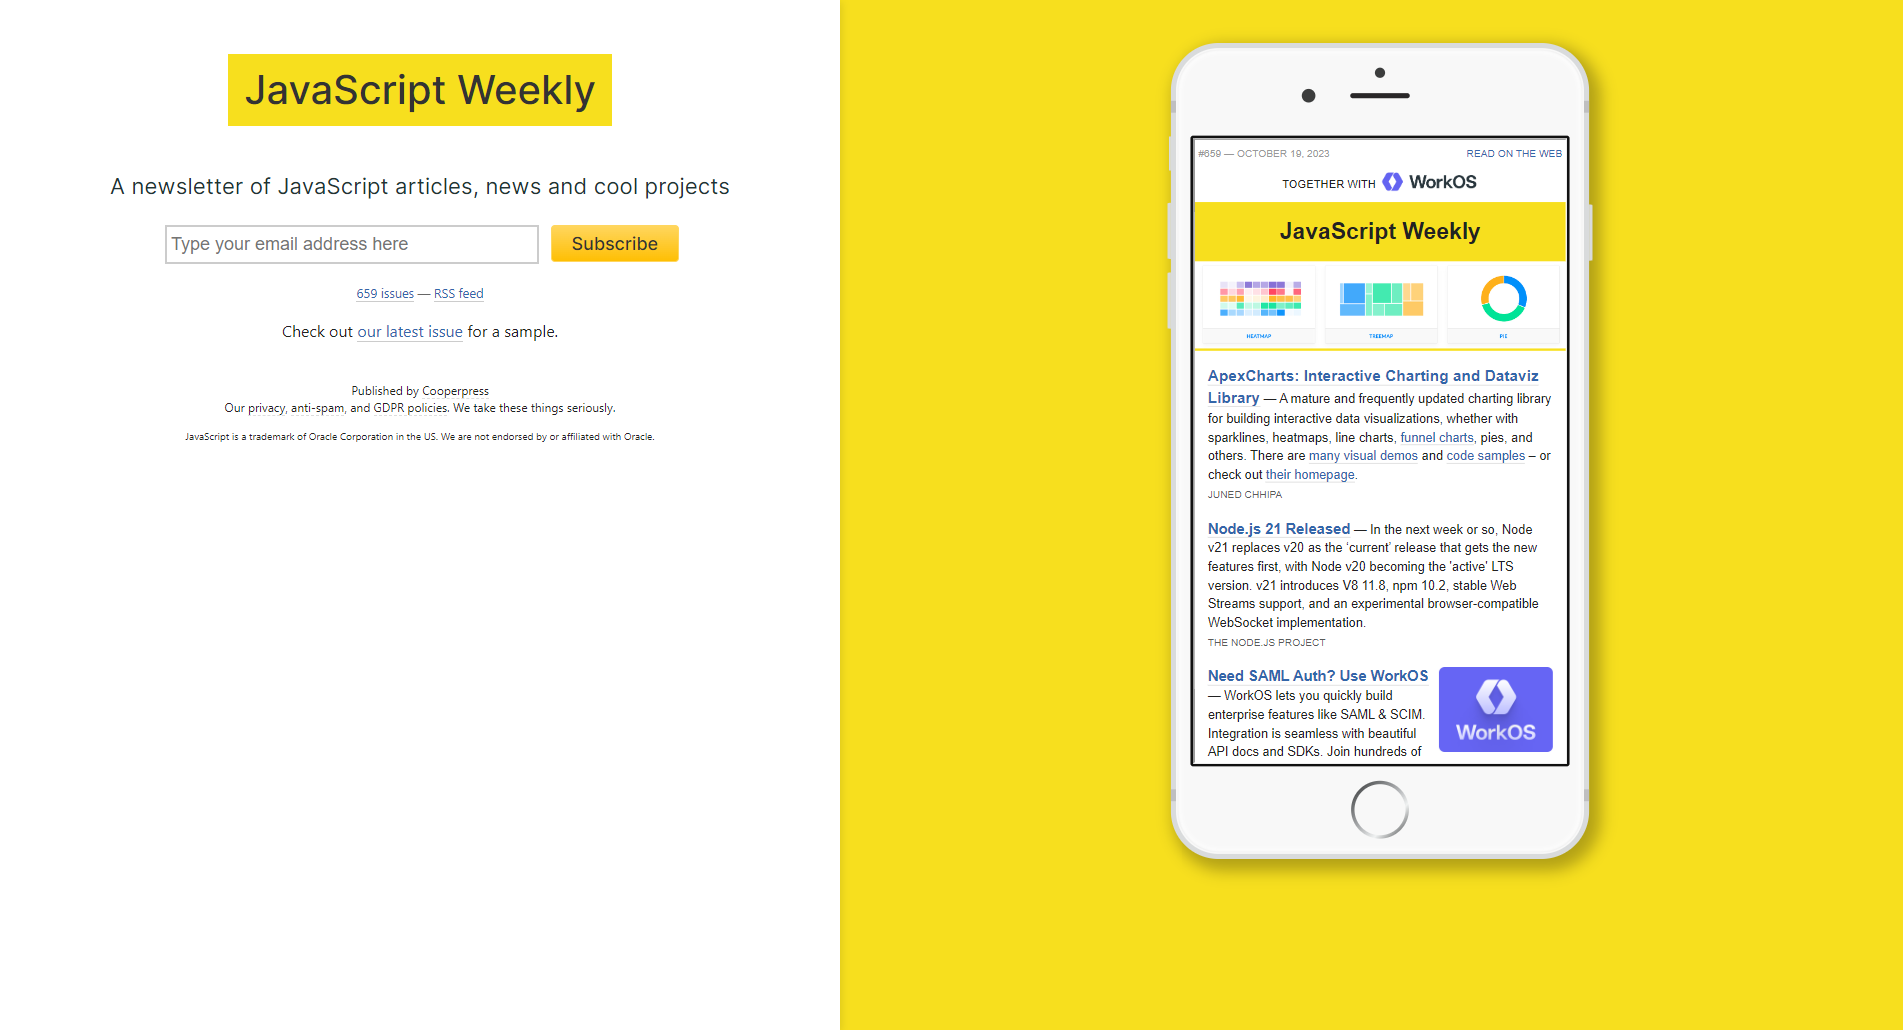 JavaScript Weekly
A newsletter of JavaScript articles, news and cool projects
Type your email address here
Subscribe
659 issues — RSS feed
Check out our latest issue for a sample.
Published by Cooperpress
Our privacy, anti-spam, and GDPR policies. We take these things seriously.
JavaScript is a trademark of Oracle Corporation in the US. We are not endorsed by or affiliated with Oracle.
#659 — OCTOBER 19, 2023
READ ON THE WEB
TOGETHER WITH WorkOS
JavaScript Weekly
HEATMAP
TREEMAP
PIE
ApexCharts: Interactive Charting and Dataviz
Library — A mature and frequently updated charting library
for building interactive data visualizations, whether with
sparklines, heatmaps, line charts, funnel charts, pies, and
others. There are many visual demos and code samples – or
check out their homepage.
JUNED CHHIPA
Node.js 21 Released — In the next week or so, Node
v21 replaces v20 as the ‘current’ release that gets the new
features first, with Node v20 becoming the 'active' LTS
version. v21 introduces V8 11.8, npm 10.2, stable Web
Streams support, and an experimental browser-compatible
WebSocket implementation.
THE NODE.JS PROJECT
Need SAML Auth? Use WorkOS
— WorkOS lets you quickly build
enterprise features like SAML & SCIM.
Integration is seamless with beautiful
API docs and SDKs. Join hundreds of
WorkOS